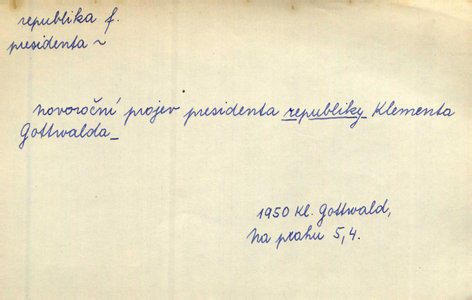 republika f.
presidenta ~
novoroční projev presidenta republiky Klementa
Gottwalda_
1950 Kl. Gottwald,
Na prahu 5,4.